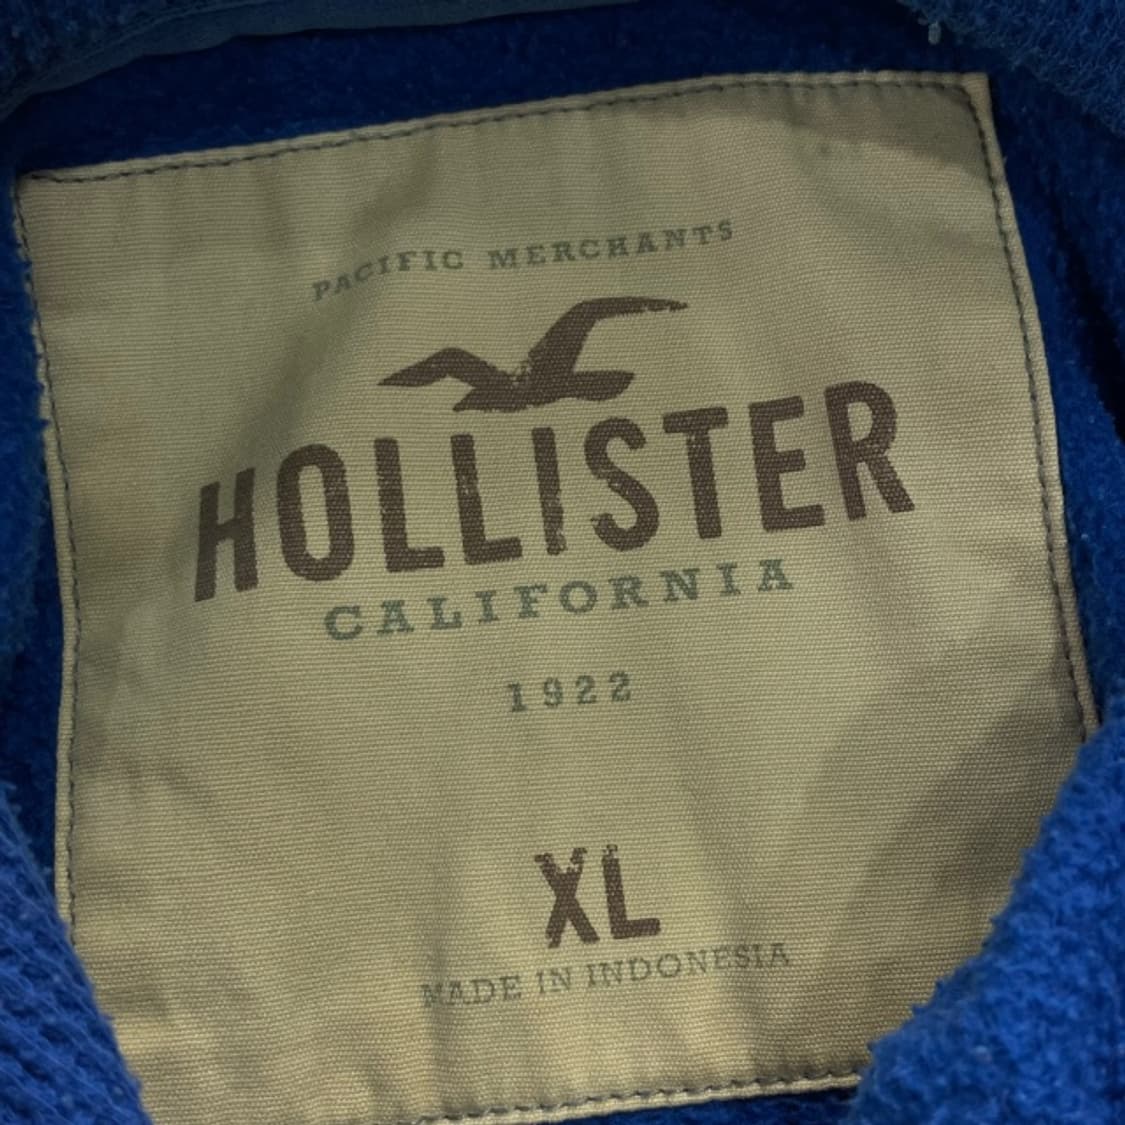 PACIFIC MERCHANTS
HOLLISTER
CALIFORNIA
1922
XL
MADE IN INDONESIA